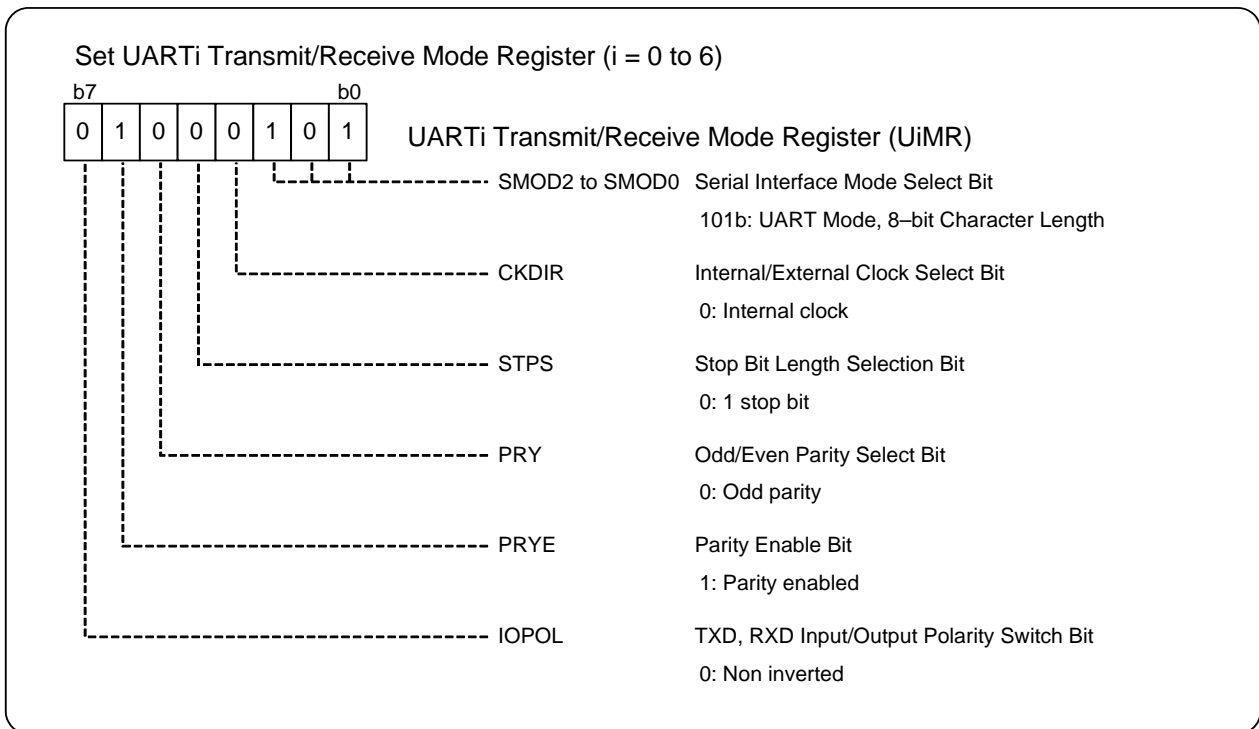 Set UARTi Transmit/Receive Mode Register (i = 0 to 6)
b7 b0
0 1 0 0 0 1 0 1
UARTi Transmit/Receive Mode Register (UiMR)
SMOD2 to SMOD0 Serial Interface Mode Select Bit
101b: UART Mode, 8–bit Character Length
CKDIR Internal/External Clock Select Bit
0: Internal clock
STPS Stop Bit Length Selection Bit
0: 1 stop bit
PRY Odd/Even Parity Select Bit
0: Odd parity
PRYE Parity Enable Bit
1: Parity enabled
IOPOL TXD, RXD Input/Output Polarity Switch Bit
0: Non inverted